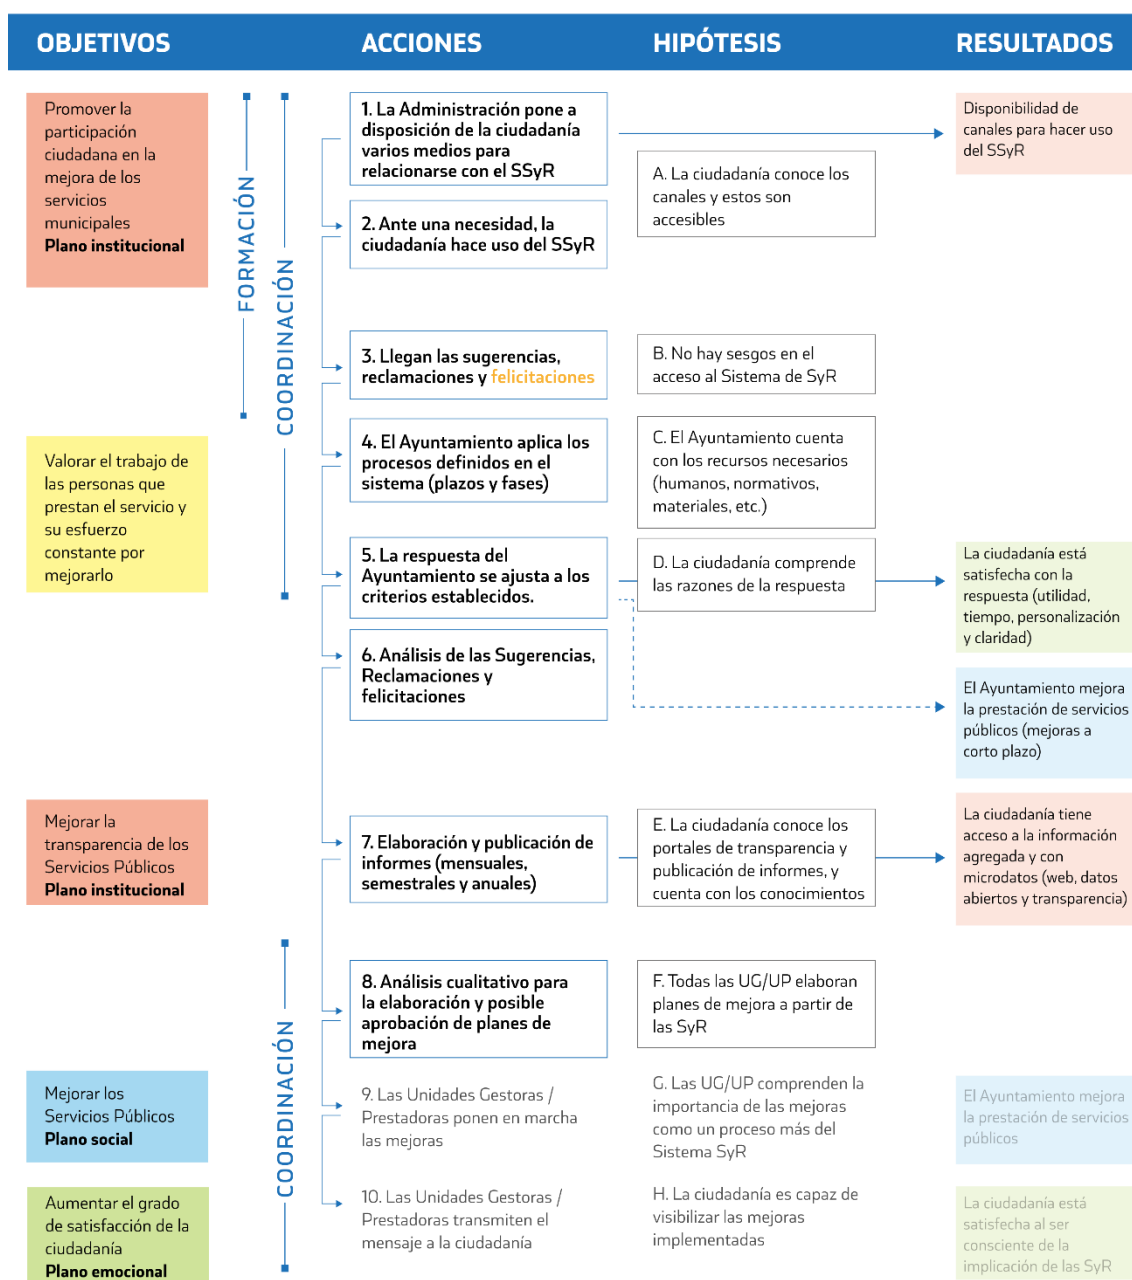 OBJETIVOS
ACCIONES
HIPÓTESIS
RESULTADOS
Promover la
participación
ciudadana en la
mejora de los
servicios
municipales
Plano institucional
FORMACIÓN
COORDINACIÓN
1. La Administración pone a
disposición de la ciudadanía
varios medios para
relacionarse con el SSyR
Disponibilidad de
canales para hacer uso
del SSyR
A. La ciudadanía conoce los
canales y estos son
accesibles
2. Ante una necesidad, la
ciudadanía hace uso del SSyR
3. Llegan las sugerencias,
reclamaciones y felicitaciones
B. No hay sesgos en el
acceso al Sistema de SyR
Valorar el trabajo de
las personas que
prestan el servicio y
su esfuerzo
constante por
mejorarlo
4. El Ayuntamiento aplica los
procesos definidos en el
sistema (plazos y fases)
C. El Ayuntamiento cuenta
con los recursos necesarios
(humanos, normativos,
materiales, etc.)
5. La respuesta del
Ayuntamiento se ajusta a los
criterios establecidos.
D. La ciudadanía comprende
las razones de la respuesta
La ciudadanía está
satisfecha con la
respuesta (utilidad,
tiempo, personalización
y claridad)
6. Análisis de las Sugerencias,
Reclamaciones y
felicitaciones
El Ayuntamiento mejora
la prestación de servicios
públicos (mejoras a
corto plazo)
Mejorar la
transparencia de los
Servicios Públicos
Plano institucional
7. Elaboración y publicación de
informes (mensuales,
semestrales y anuales)
E. La ciudadanía conoce los
portales de transparencia y
publicación de informes, y
cuenta con los conocimientos
La ciudadanía tiene
acceso a la información
agregada y con
microdatos (web, datos
abiertos y transparencia)
COORDINACIÓN
8. Análisis cualitativo para
la elaboración y posible
aprobación de planes de
mejora
F. Todas las UG/UP elaboran
planes de mejora a partir de
las SyR
Mejorar los
Servicios Públicos
Plano social
9. Las Unidades Gestoras /
Prestadoras ponen en marcha
las mejoras
G. Las UG/UP comprenden la
importancia de las mejoras
como un proceso más del
Sistema SyR
El Ayuntamiento mejora
la prestación de servicios
públicos
Aumentar el grado
de satisfacción de la
ciudadanía
Plano emocional
10. Las Unidades Gestoras /
Prestadoras transmiten el
mensaje a la ciudadanía
H. La ciudadanía es capaz de
visibilizar las mejoras
implementadas
La ciudadanía está
satisfecha al ser
consciente de la
implicación de las SyR